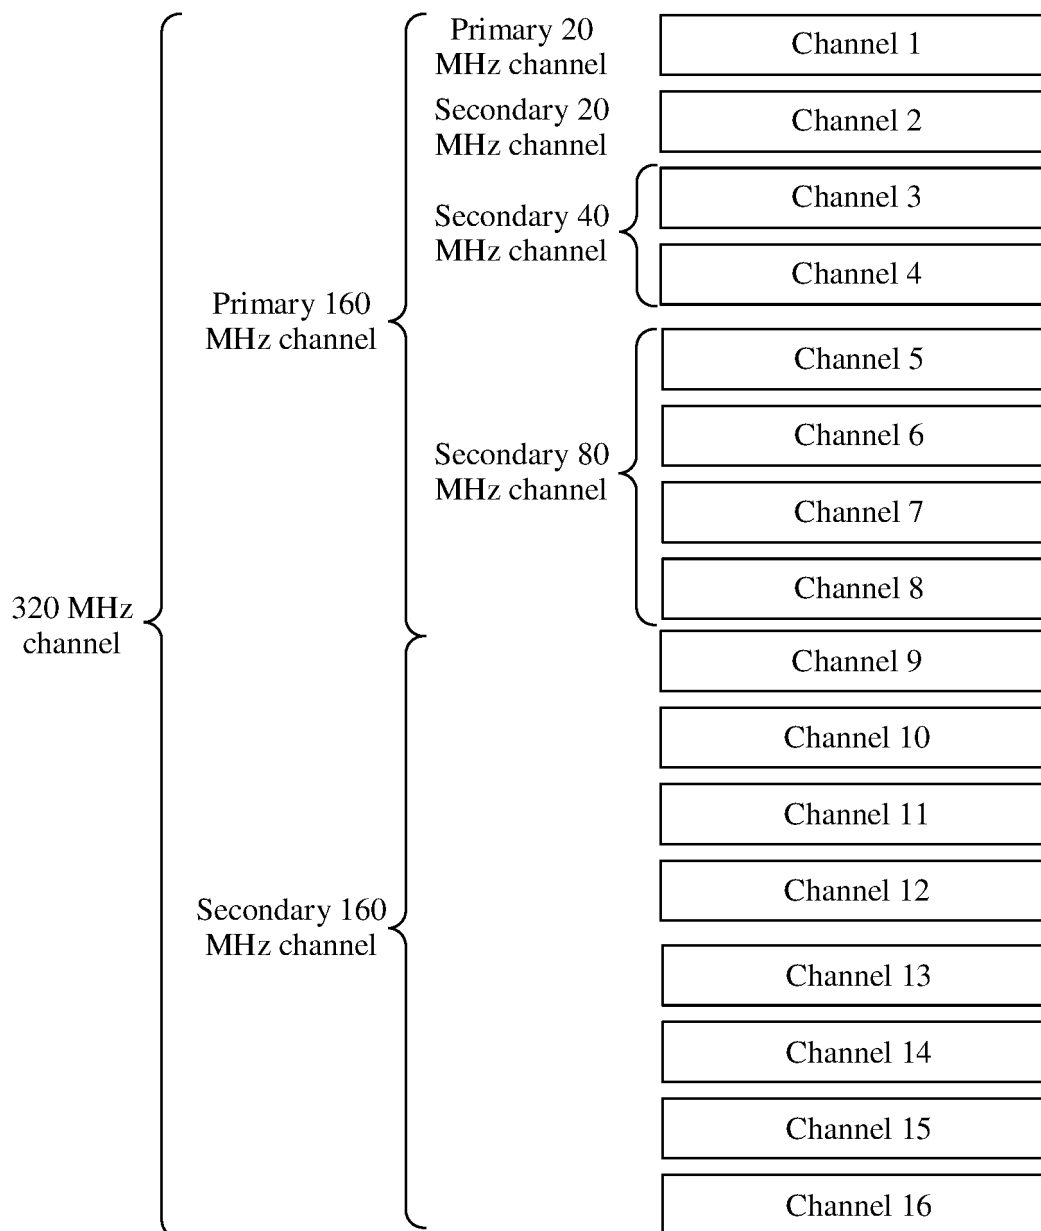 Primary 20
MHz channel
Channel 1
Secondary 20
MHz channel
Channel 2
Secondary 40
MHz channel
Channel 3
Channel 4
Primary 160
MHz channel
Channel 5
Secondary 80
MHz channel
Channel 6
Channel 7
Channel 8
320 MHz
channel
Channel 9
Channel 10
Channel 11
Channel 12
Secondary 160
MHz channel
Channel 13
Channel 14
Channel 15
Channel 16